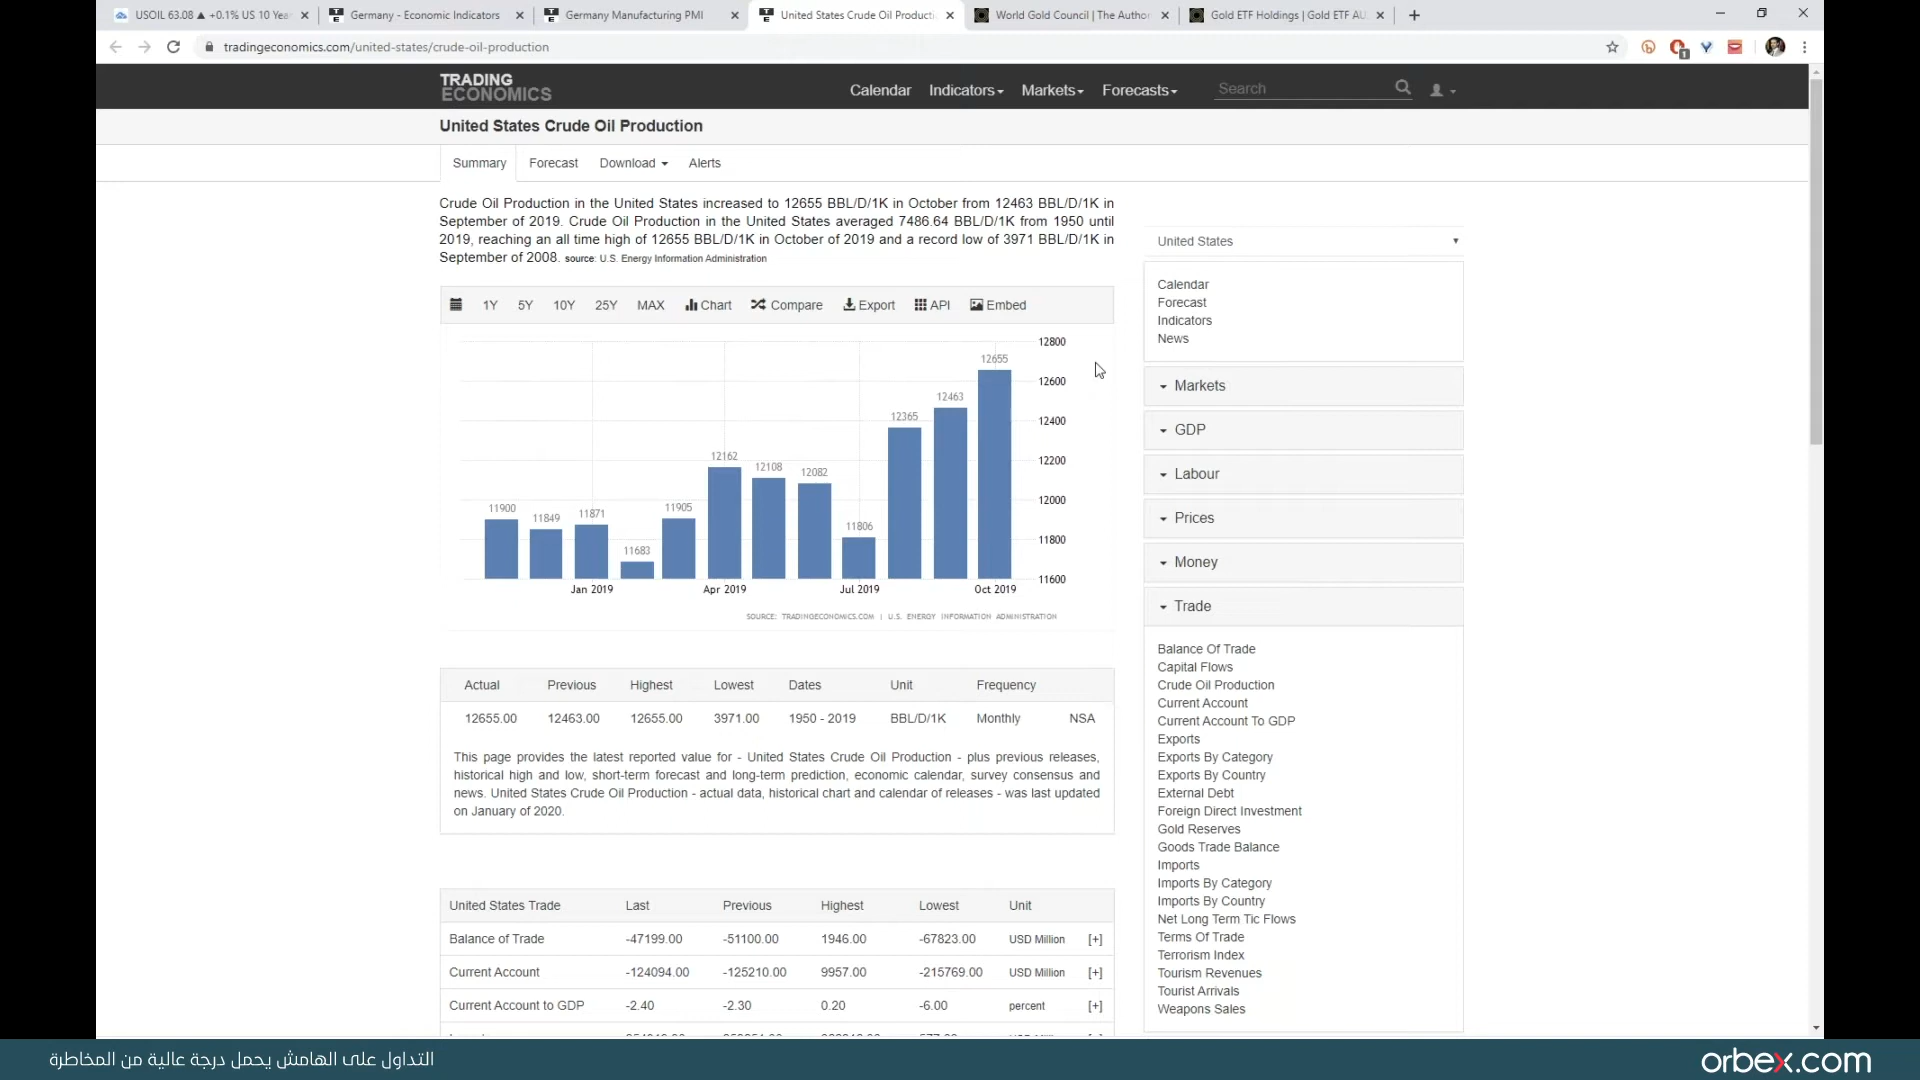 USOIL 63.08 ▲ +0.1% US 10 Yea
Germany - Economic Indicators
Germany Manufacturing PMI
United States Crude Oil Producti
World Gold Council | The Author
Gold ETF Holdings | Gold ETF AU
tradingeconomics.com/united-states/crude-oil-production
TRADING
ECONOMICS
Calendar
Indicators
Markets
Forecasts
Search
United States Crude Oil Production
Summary
Forecast
Download
Alerts
Crude Oil Production in the United States increased to 12655 BBL/D/1K in October from 12463 BBL/D/1K in
September of 2019. Crude Oil Production in the United States averaged 7486.64 BBL/D/1K from 1950 until
2019, reaching an all time high of 12655 BBL/D/1K in October of 2019 and a record low of 3971 BBL/D/1K in
September of 2008. source: U.S. Energy Information Administration
1Y 5Y 10Y 25Y MAX Chart Compare Export API Embed
12800
12600
12400
12200
12000
11800
11600
11900
11849
11871
11683
11905
12162
12108
12082
11806
12365
12463
12655
Jan 2019 Apr 2019 Jul 2019 Oct 2019
SOURCE: TRADINGECONOMICS.COM | U.S. ENERGY INFORMATION ADMINISTRATION
Actual Previous Highest Lowest Dates Unit Frequency
12655.00 12463.00 12655.00 3971.00 1950 - 2019 BBL/D/1K Monthly NSA
This page provides the latest reported value for - United States Crude Oil Production - plus previous releases,
historical high and low, short-term forecast and long-term prediction, economic calendar, survey consensus and
news. United States Crude Oil Production - actual data, historical chart and calendar of releases - was last updated
on January of 2020.
United States Trade Last Previous Highest Lowest Unit
Balance of Trade -47199.00 -51100.00 1946.00 -67823.00 USD Million [+]
Current Account -124094.00 -125210.00 9957.00 -215769.00 USD Million [+]
Current Account to GDP -2.40 -2.30 0.20 -6.00 percent [+]
United States
Calendar
Forecast
Indicators
News
Markets
GDP
Labour
Prices
Money
Trade
Balance Of Trade
Capital Flows
Crude Oil Production
Current Account
Current Account To GDP
Exports
Exports By Category
Exports By Country
External Debt
Foreign Direct Investment
Gold Reserves
Goods Trade Balance
Imports
Imports By Category
Imports By Country
Net Long Term Tic Flows
Terms Of Trade
Terrorism Index
Tourism Revenues
Tourist Arrivals
Weapons Sales
التداول على الهامش يحمل درجة عالية من المخاطرة
orbex.com